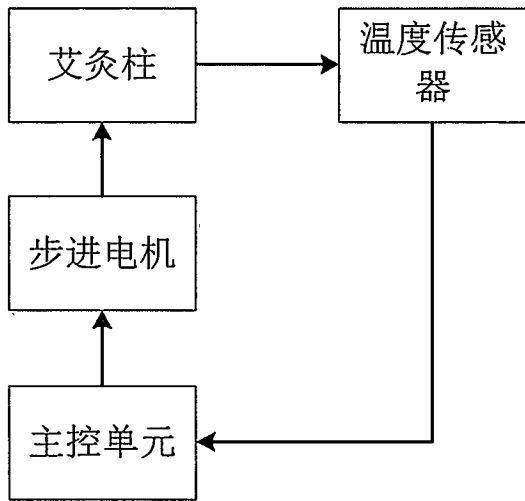 艾灸柱
温度传感
器
步进电机
主控单元